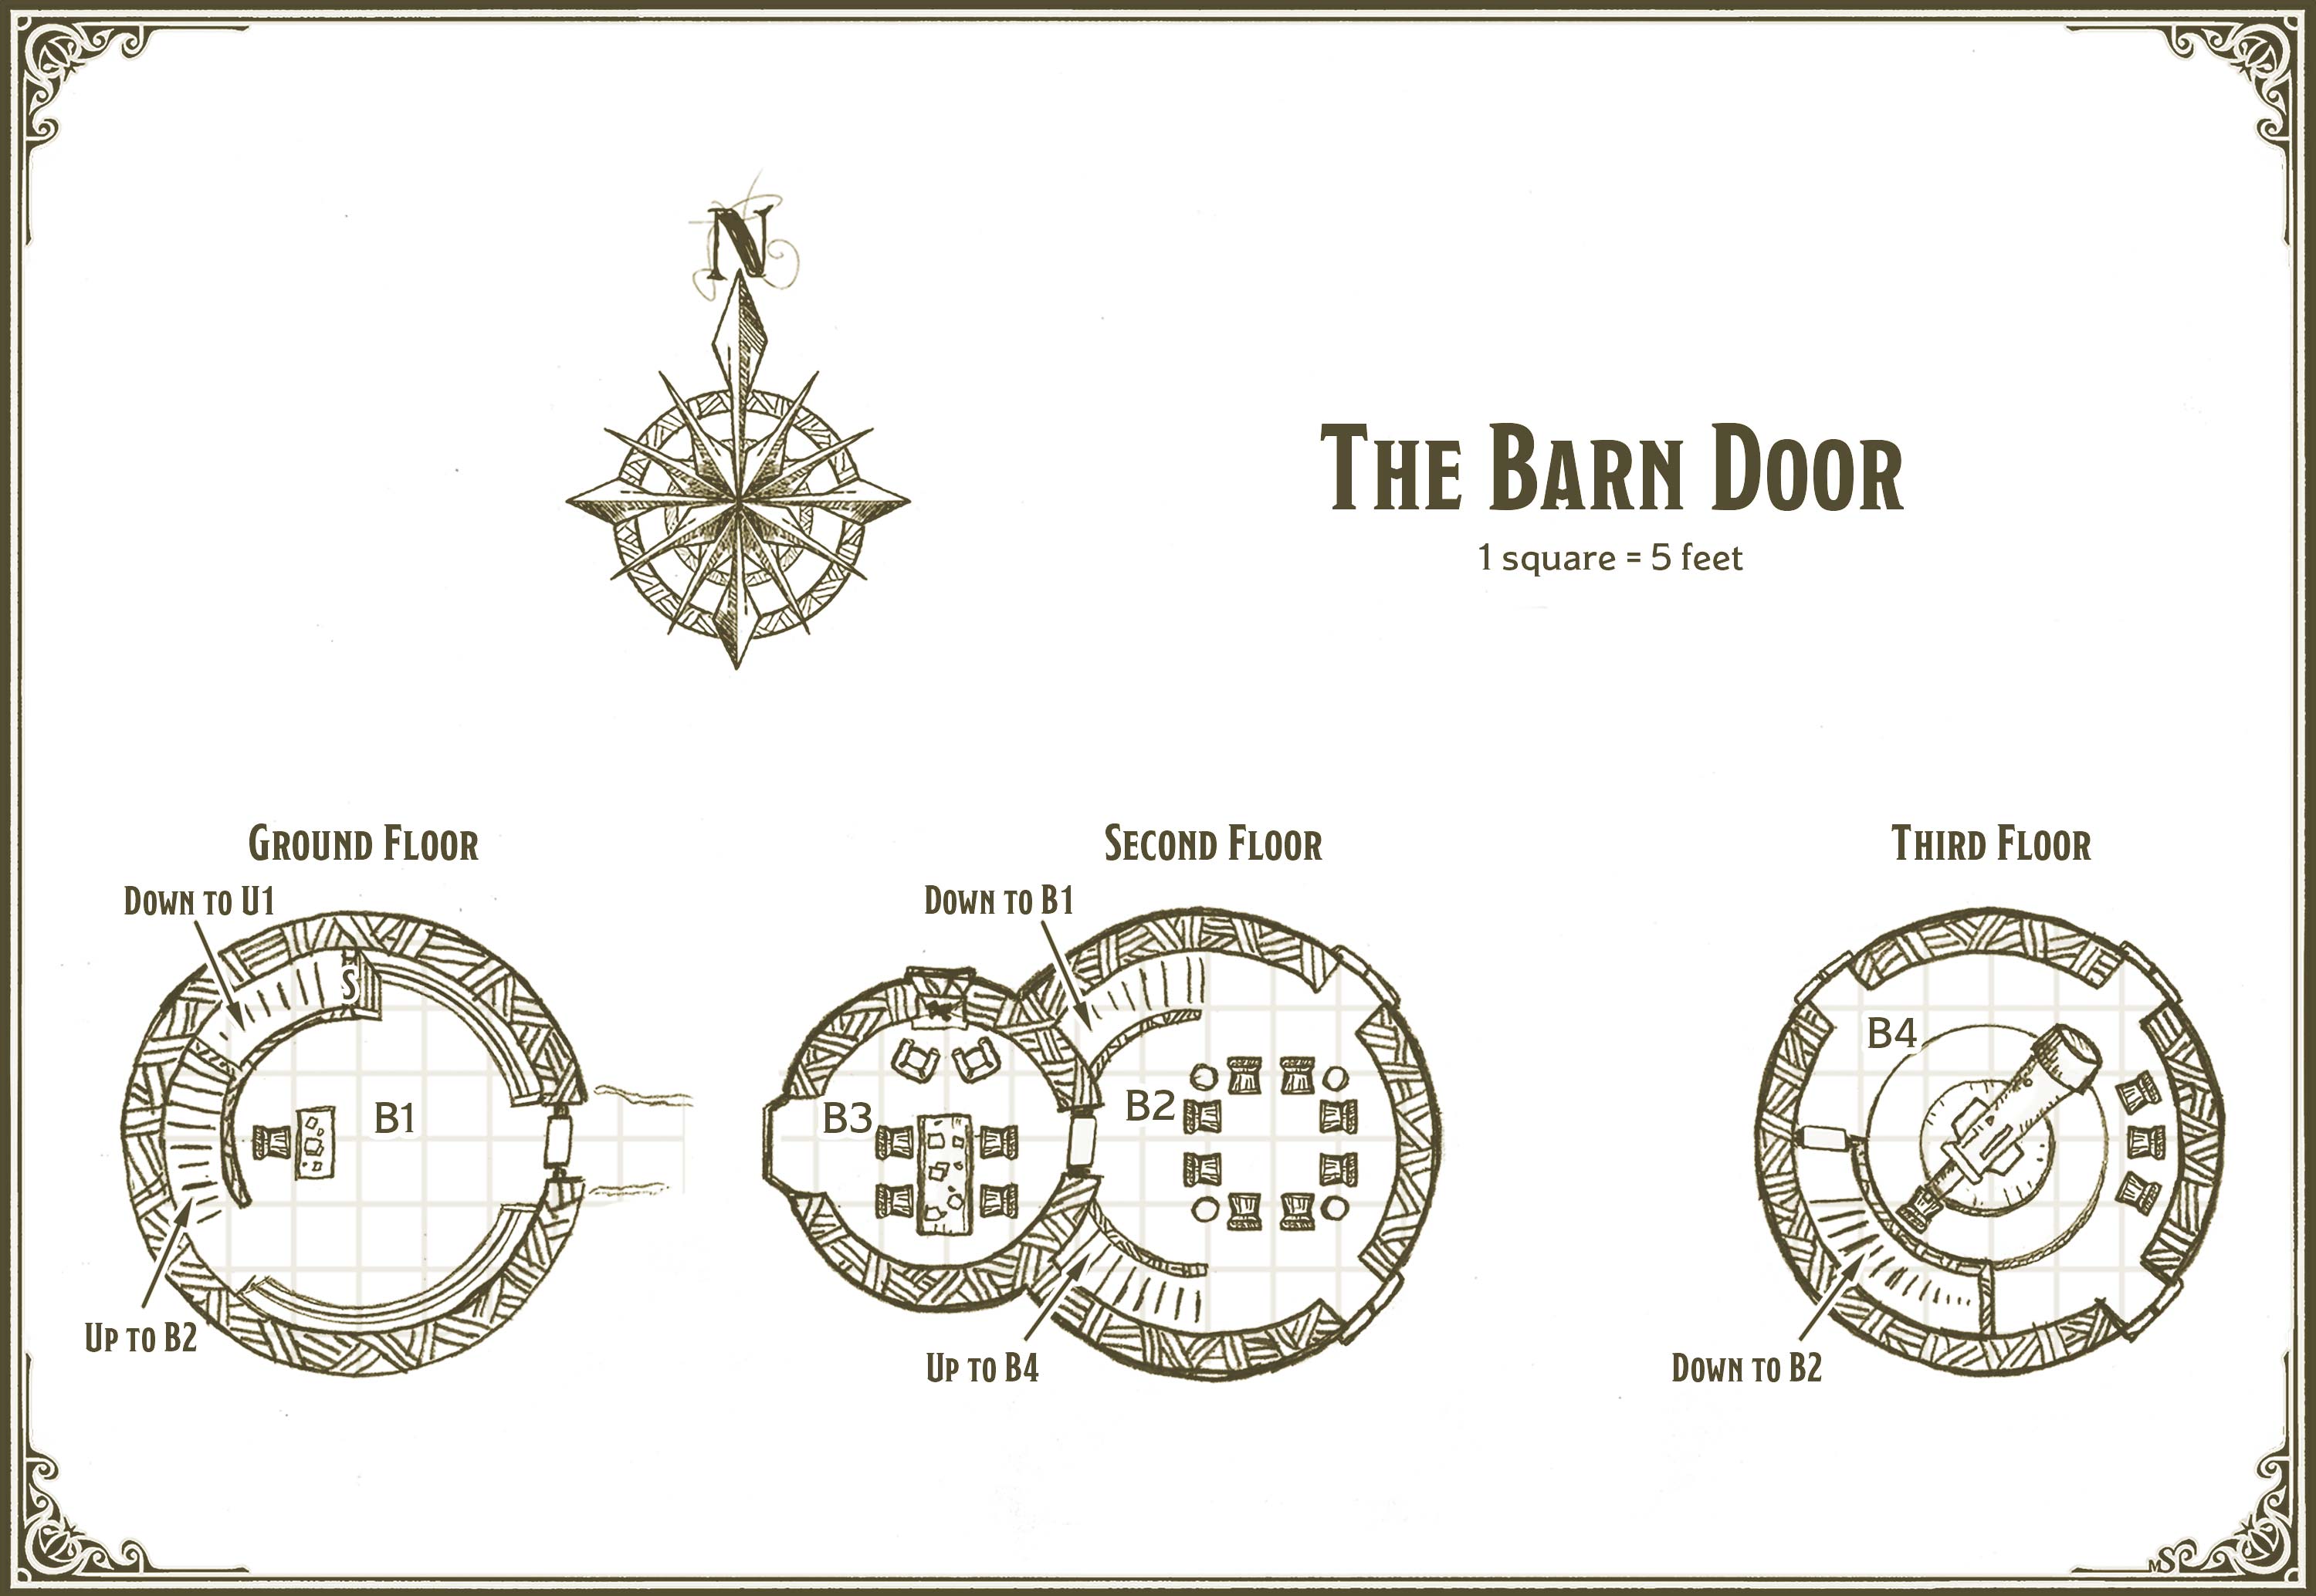 N
THE BARN DOOR
1 square = 5 feet
GROUND FLOOR
SECOND FLOOR
THIRD FLOOR
DOWN TO U1
DOWN TO B1
S
B1
B3
B2
B4
UP TO B2
UP TO B4
DOWN TO B2
MSP